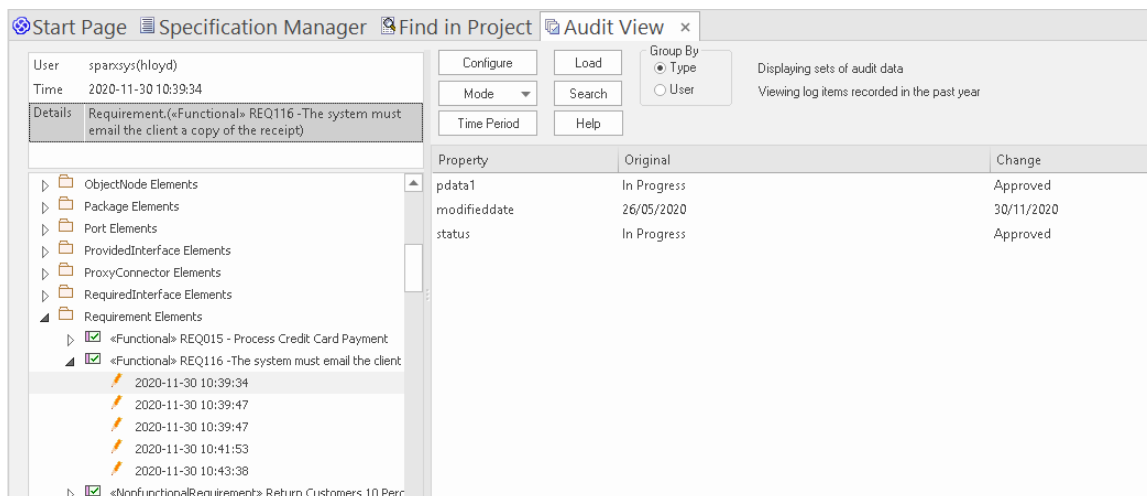 Start Page Specification Manager Find in Project Audit View ×
User sparxsys(hloyd)
Time 2020-11-30 10:39:34
Details Requirement.(«Functional» REQ116 -The system must
email the client a copy of the receipt)
Configure Load
Mode Search
Time Period Help
Group By
Type
User
Displaying sets of audit data
Viewing log items recorded in the past year
ObjectNode Elements
Package Elements
Port Elements
ProvidedInterface Elements
ProxyConnector Elements
RequiredInterface Elements
Requirement Elements
«Functional» REQ015 - Process Credit Card Payment
«Functional» REQ116 -The system must email the client
2020-11-30 10:39:34
2020-11-30 10:39:47
2020-11-30 10:39:47
2020-11-30 10:41:53
2020-11-30 10:43:38
«NonfunctionalRequirement» Return Customers 10 Perc
Property Original Change
pdata1 In Progress Approved
modifieddate 26/05/2020 30/11/2020
status In Progress Approved